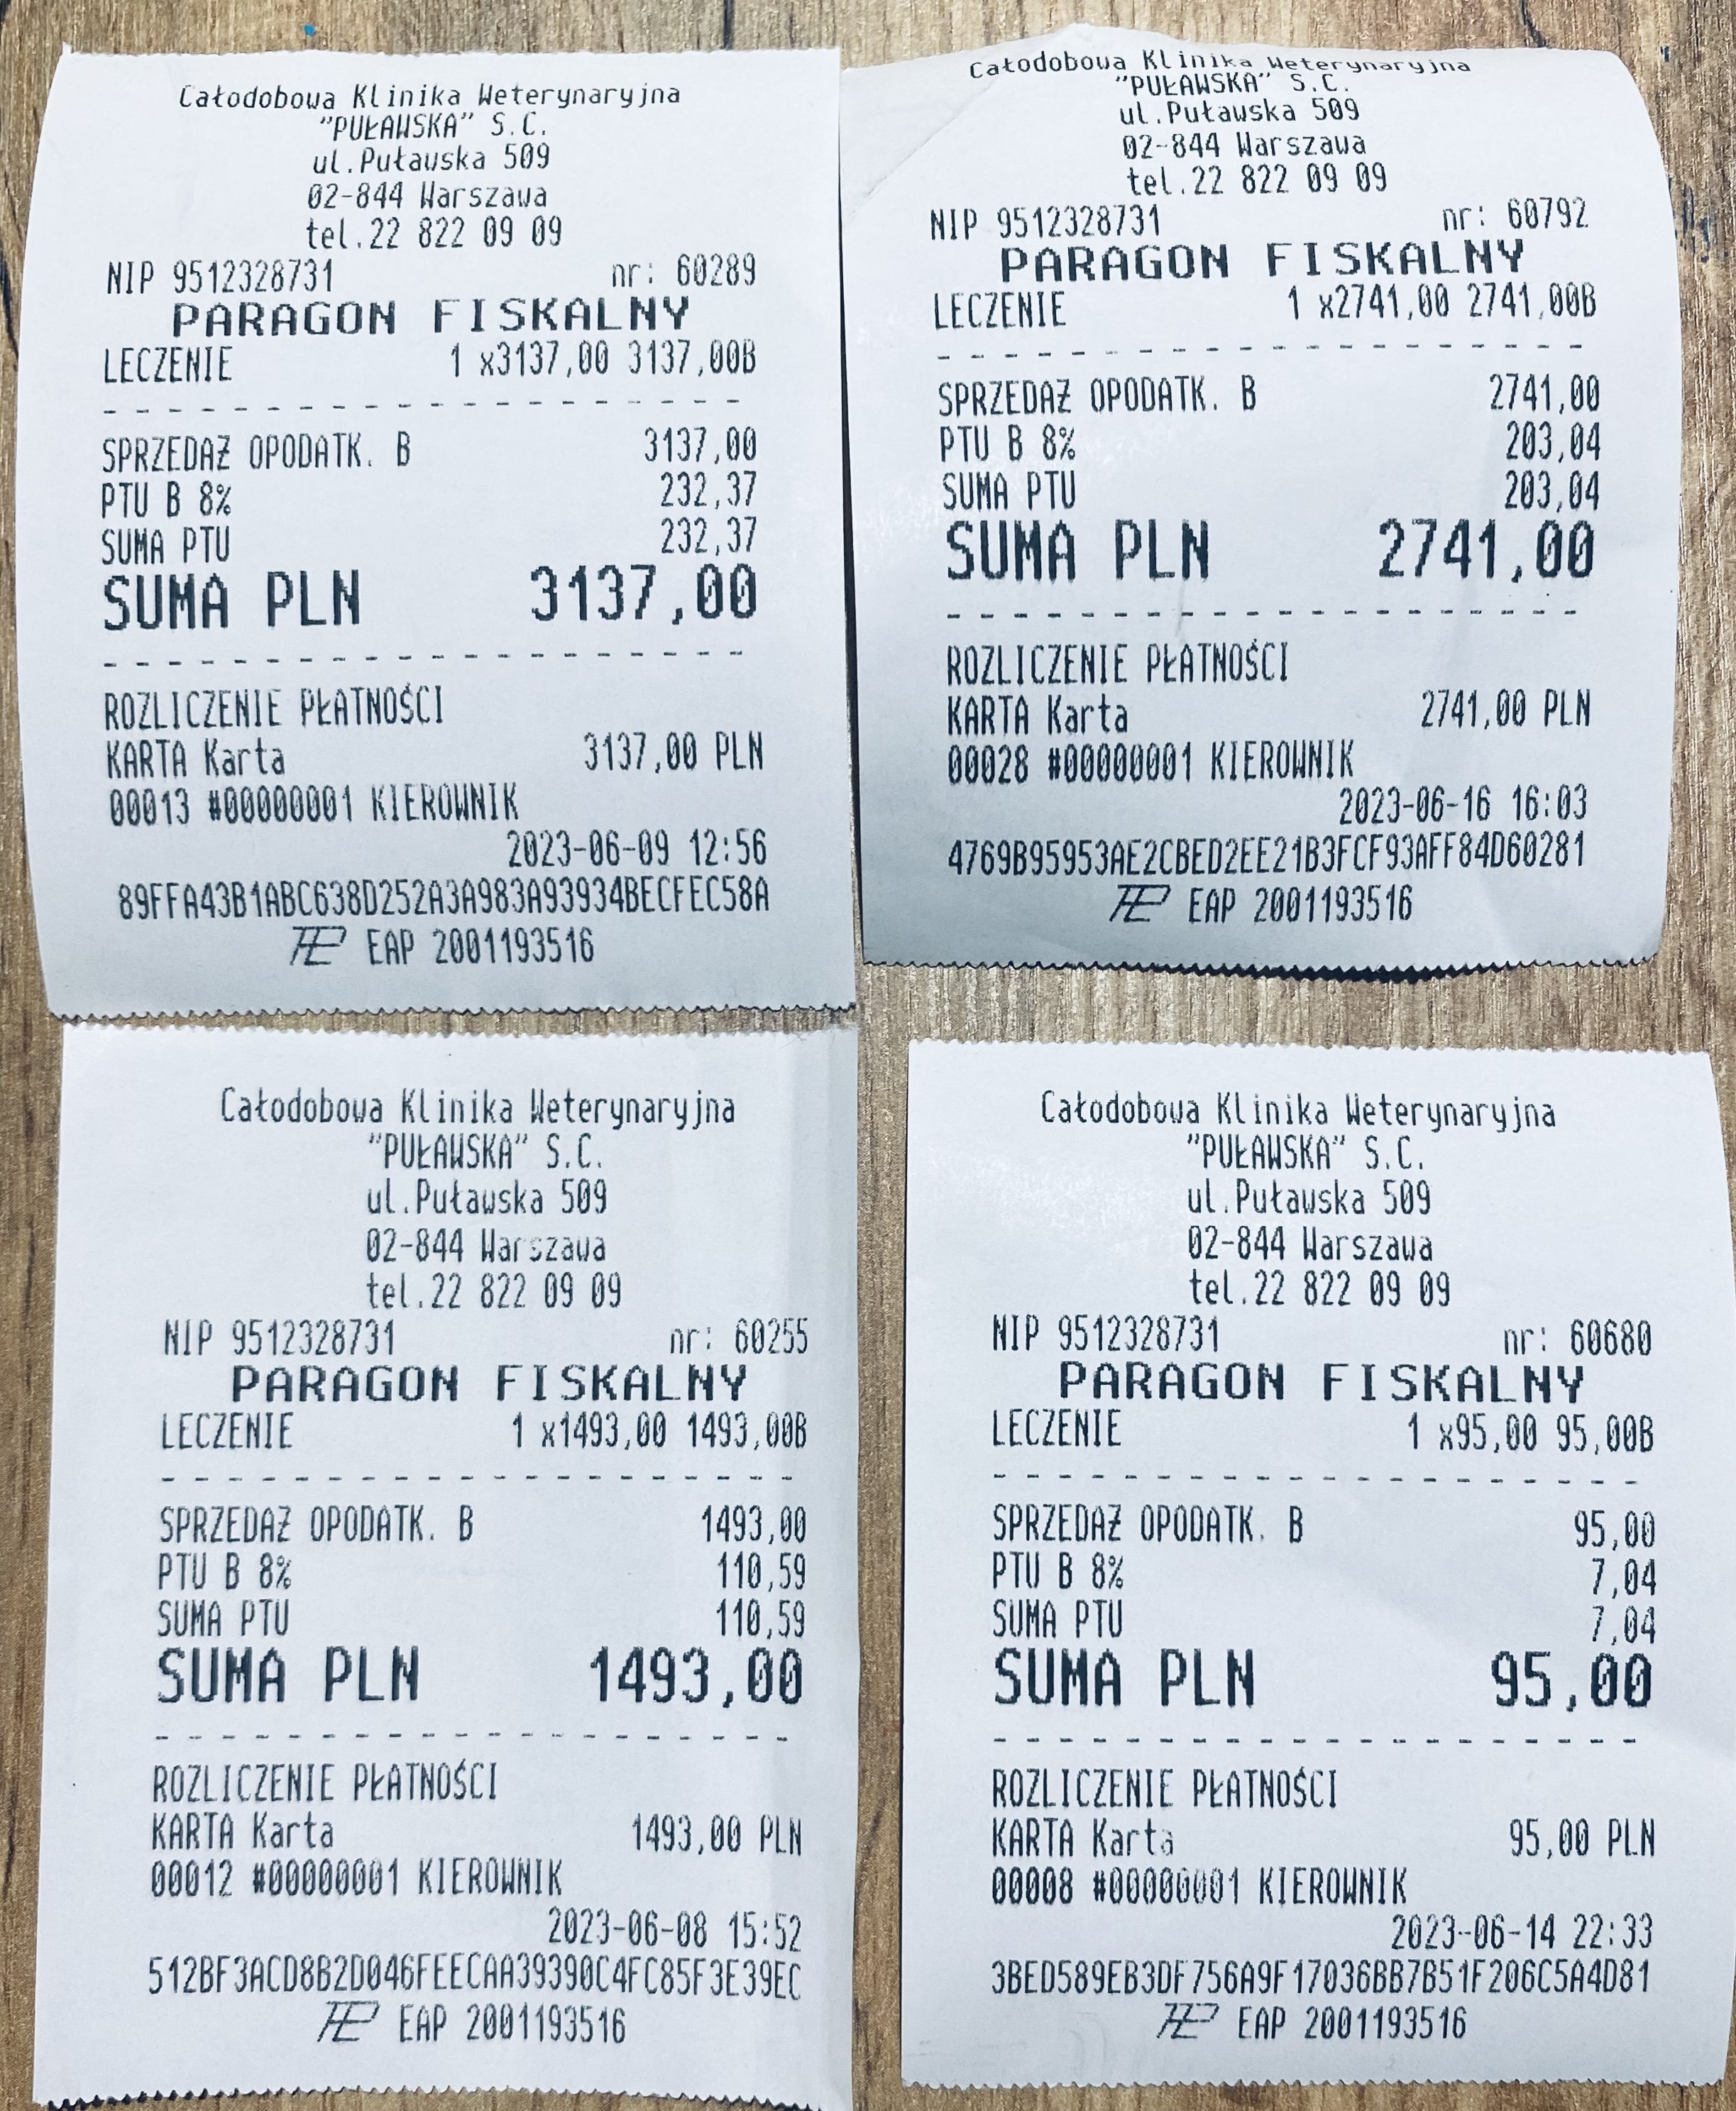 Całodobowa Klinika Weterynaryjna
"PUŁAWSKA" S.C.
ul.Puławska 509
02-844 Warszawa
tel.22 822 09 09
NIP 9512328731 nr: 60289
PARAGON FISKALNY
LECZENIE 1 x3137,00 3137,00B
- - - - - - - - - - - - - - - - - - - -
SPRZEDAŻ OPODATK. B 3137,00
PTU B 8% 232,37
SUMA PTU 232,37
SUMA PLN 3137,00
- - - - - - - - - - - - - - - - - - - -
ROZLICZENIE PŁATNOŚCI
KARTA Karta 3137,00 PLN
00013 #00000001 KIEROWNIK
2023-06-09 12:56
89FFA43B1ABC638D252A3A983A93934BECFEC58A
EAP 2001193516
Całodobowa Klinika Weterynaryjna
"PUŁAWSKA" S.C.
ul.Puławska 509
02-844 Warszawa
tel.22 822 09 09
NIP 9512328731 nr: 60792
PARAGON FISKALNY
LECZENIE 1 x2741,00 2741,00B
- - - - - - - - - - - - - - - - - - - -
SPRZEDAŻ OPODATK. B 2741,00
PTU B 8% 203,04
SUMA PTU 203,04
SUMA PLN 2741,00
- - - - - - - - - - - - - - - - - - - -
ROZLICZENIE PŁATNOŚCI
KARTA Karta 2741,00 PLN
00028 #00000001 KIEROWNIK
2023-06-16 16:03
4769B95953AE2CBED2EE21B3FCF93AFF84D60281
EAP 2001193516
Całodobowa Klinika Weterynaryjna
"PUŁAWSKA" S.C.
ul.Puławska 509
02-844 Warszawa
tel.22 822 09 09
NIP 9512328731 nr: 60255
PARAGON FISKALNY
LECZENIE 1 x1493,00 1493,00B
- - - - - - - - - - - - - - - - - - - -
SPRZEDAŻ OPODATK. B 1493,00
PTU B 8% 110,59
SUMA PTU 110,59
SUMA PLN 1493,00
- - - - - - - - - - - - - - - - - - - -
ROZLICZENIE PŁATNOŚCI
KARTA Karta 1493,00 PLN
00012 #00000001 KIEROWNIK
2023-06-08 15:52
512BF3ACD8B2D046FEECAA39390C4FC85F3E39EC
EAP 2001193516
Całodobowa Klinika Weterynaryjna
"PUŁAWSKA" S.C.
ul.Puławska 509
02-844 Warszawa
tel.22 822 09 09
NIP 9512328731 nr: 60680
PARAGON FISKALNY
LECZENIE 1 x95,00 95,00B
- - - - - - - - - - - - - - - - - - - -
SPRZEDAŻ OPODATK. B 95,00
PTU B 8% 7,04
SUMA PTU 7,04
SUMA PLN 95,00
- - - - - - - - - - - - - - - - - - - -
ROZLICZENIE PŁATNOŚCI
KARTA Karta 95,00 PLN
00008 #00000001 KIEROWNIK
2023-06-14 22:33
3BED589EB3DF756A9F17036BB7B51F206C5A4D81
EAP 2001193516